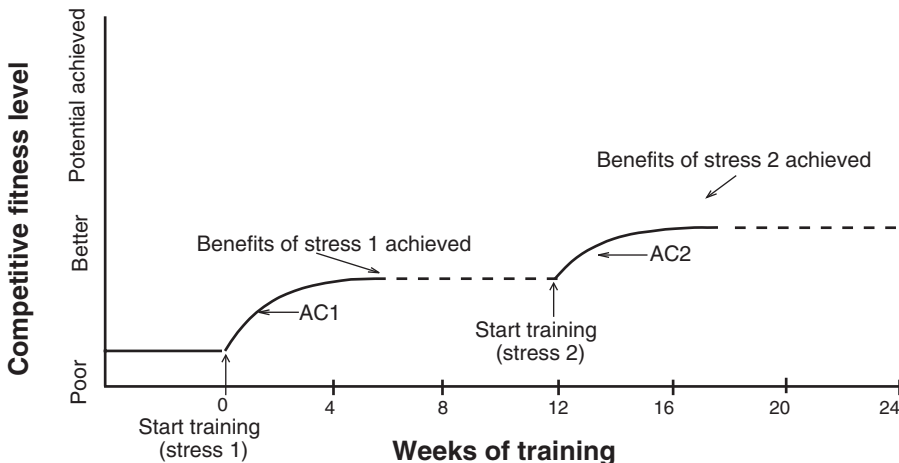 Competitive fitness level
Potential achieved
Better
Poor
Benefits of stress 2 achieved
Benefits of stress 1 achieved
AC2
AC1
Start training
(stress 2)
0
4
8
12
16
20
24
Start training
(stress 1)
Weeks of training